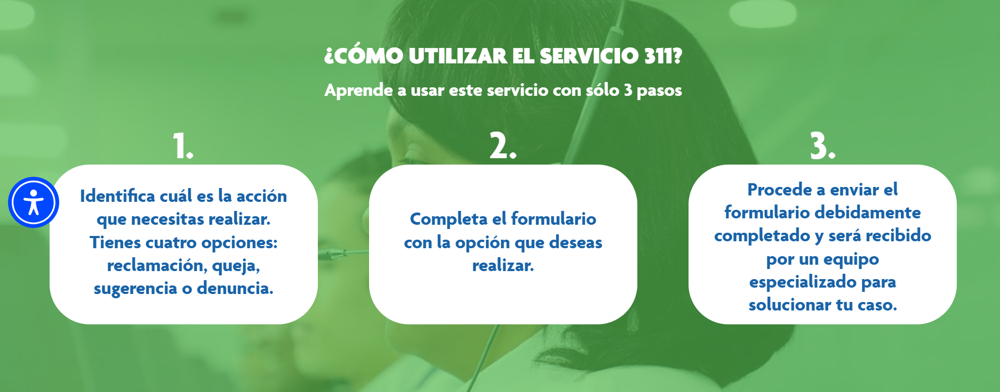 ¿CÓMO UTILIZAR EL SERVICIO 311?
Aprende a usar este servicio con sólo 3 pasos
1.
Identifica cuál es la acción
que necesitas realizar.
Tienes cuatro opciones:
reclamación, queja,
sugerencia o denuncia.
2.
Completa el formulario
con la opción que deseas
realizar.
3.
Procede a enviar el
formulario debidamente
completado y será recibido
por un equipo
especializado para
solucionar tu caso.